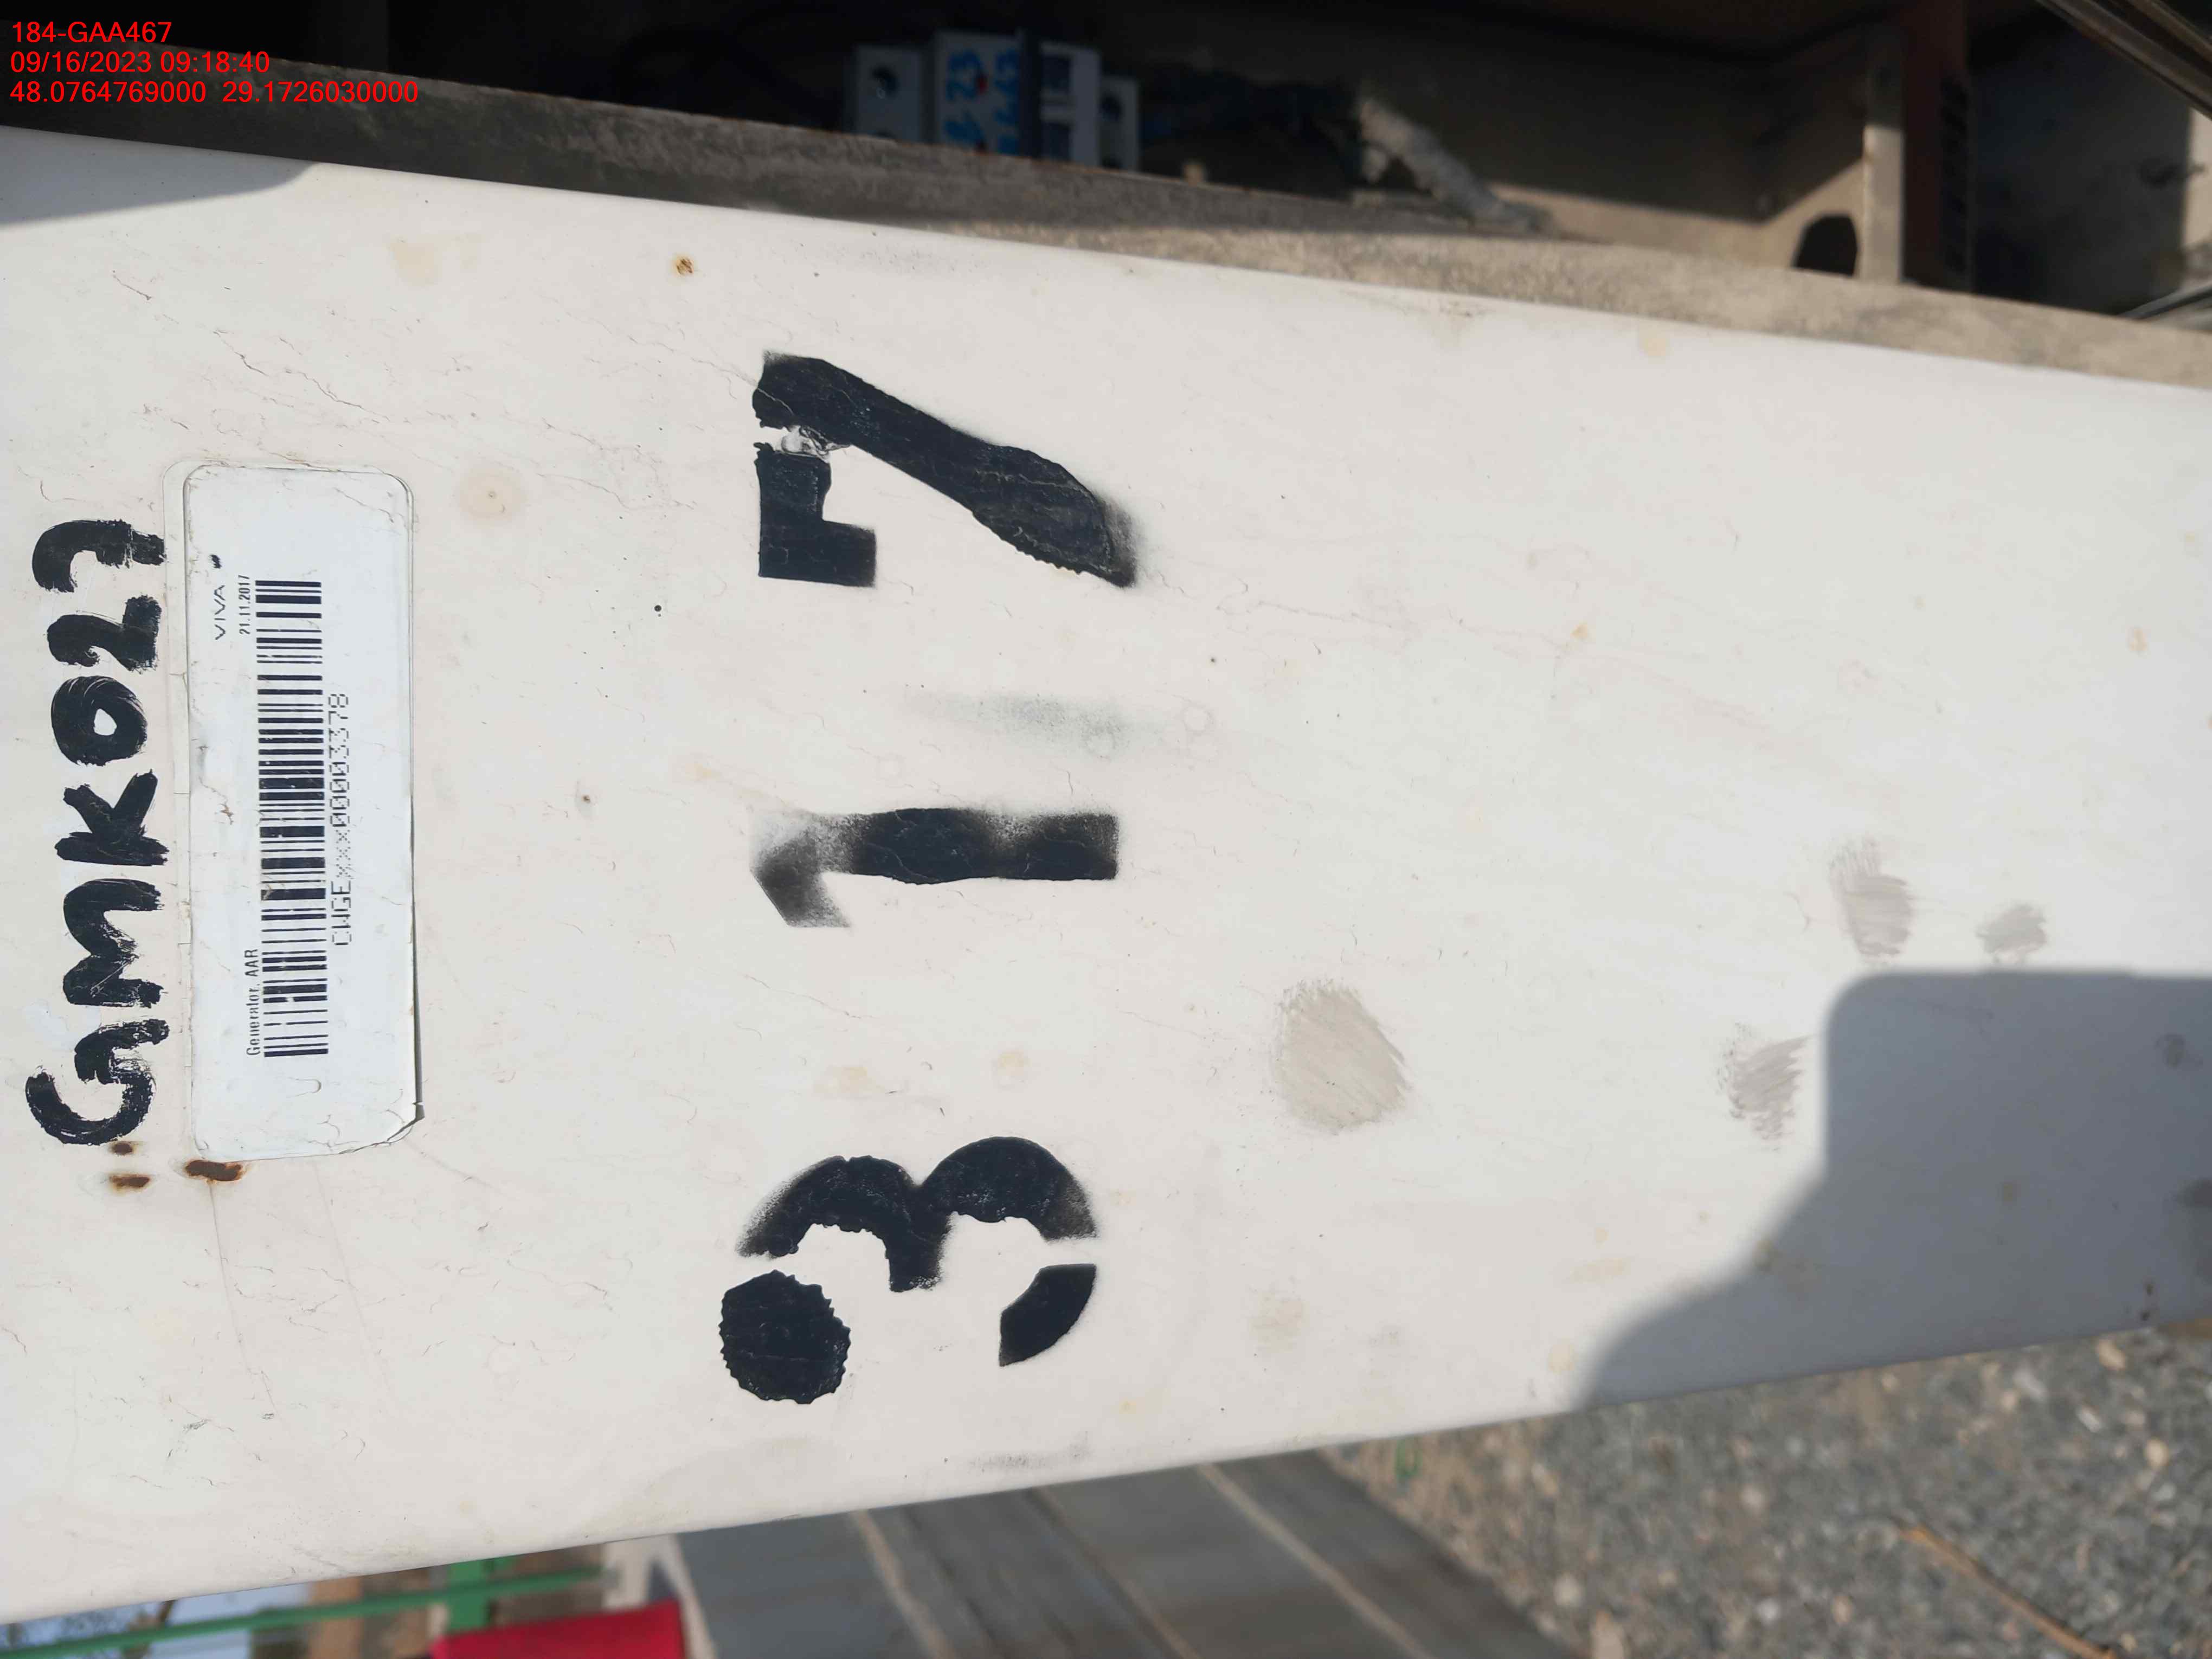 184-GAA467
09/16/2023 09:18:40
48.0764769000 29.1726030000
GMK027
VIVA
21.11.2017
Generator, AAR
CWGExxxx00003378
317